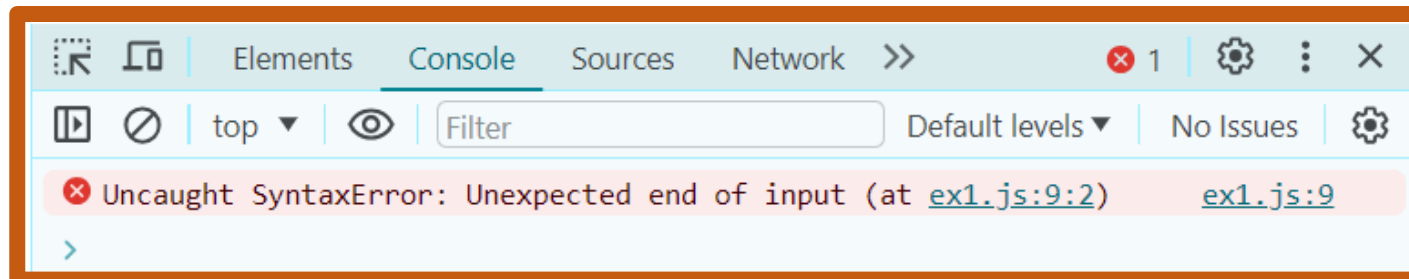 Elements Console Sources Network 1
top Filter Default levels No Issues
Uncaught SyntaxError: Unexpected end of input (at ex1.js:9:2) ex1.js:9